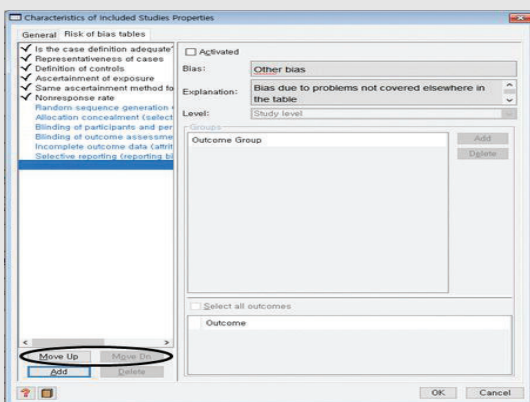 Characteristics of Included Studies Properties
General Risk of bias tables
Is the case definition adequate?
Representativeness of cases
Definition of controls
Ascertainment of exposure
Same ascertainment method fo
Nonresponse rate
Random sequence generation
Allocation concealment (select
Blinding of participants and per
Blinding of outcome assessme
Incomplete outcome data (attrit
Selective reporting (reporting bi
Move Up Move Dn
Add Delete
Activated
Bias: Other bias
Explanation: Bias due to problems not covered elsewhere in
the table
Level: Study level
Groups
Outcome Group
Add
Delete
Select all outcomes
Outcome
OK Cancel